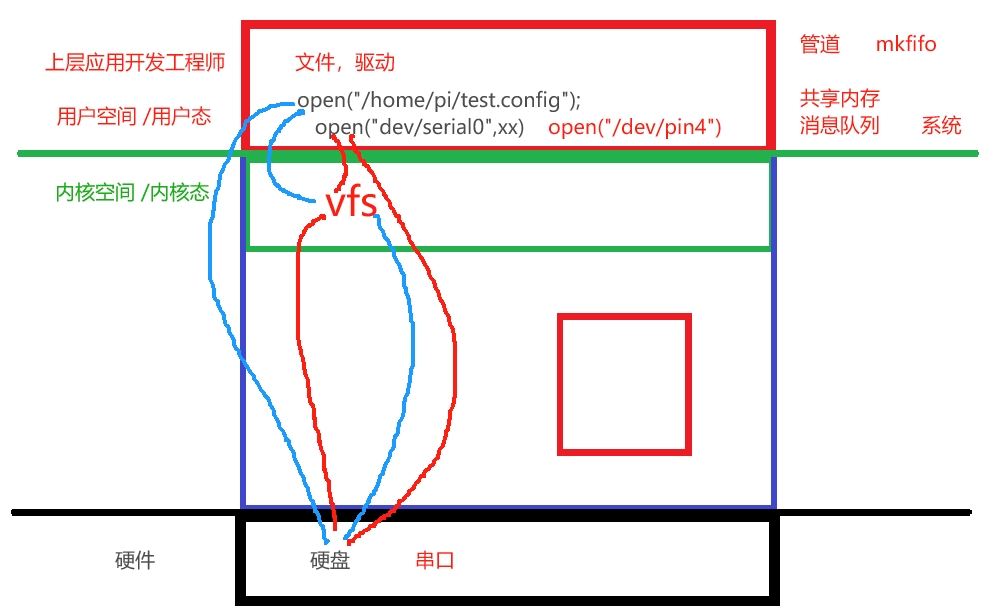 上层应用开发工程师
文件，驱动
管道 mkfifo
open("/home/pi/test.config");
共享内存
用户空间 /用户态
open("dev/serial0",xx) open("/dev/pin4")
消息队列 系统
内核空间 /内核态
vfs
硬件
硬盘
串口